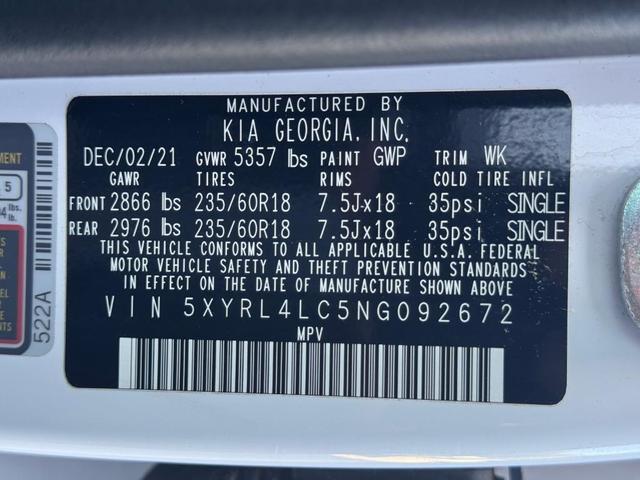 MANUFACTURED BY
KIA GEORGIA, INC.
DEC/02/21 GVWR 5357 lbs PAINT GWP TRIM WK
GAWR TIRES RIMS COLD TIRE INFL
FRONT 2866 lbs 235/60R18 7.5Jx18 35psi SINGLE
REAR 2976 lbs 235/60R18 7.5Jx18 35psi SINGLE
THIS VEHICLE CONFORMS TO ALL APPLICABLE U.S.A. FEDERAL
MOTOR VEHICLE SAFETY AND THEFT PREVENTION STANDARDS
IN EFFECT ON THE DATE OF MANUFACTURE SHOWN ABOVE
VIN 5XYRL4LC5NG092672
MPV
5
lb.
522A